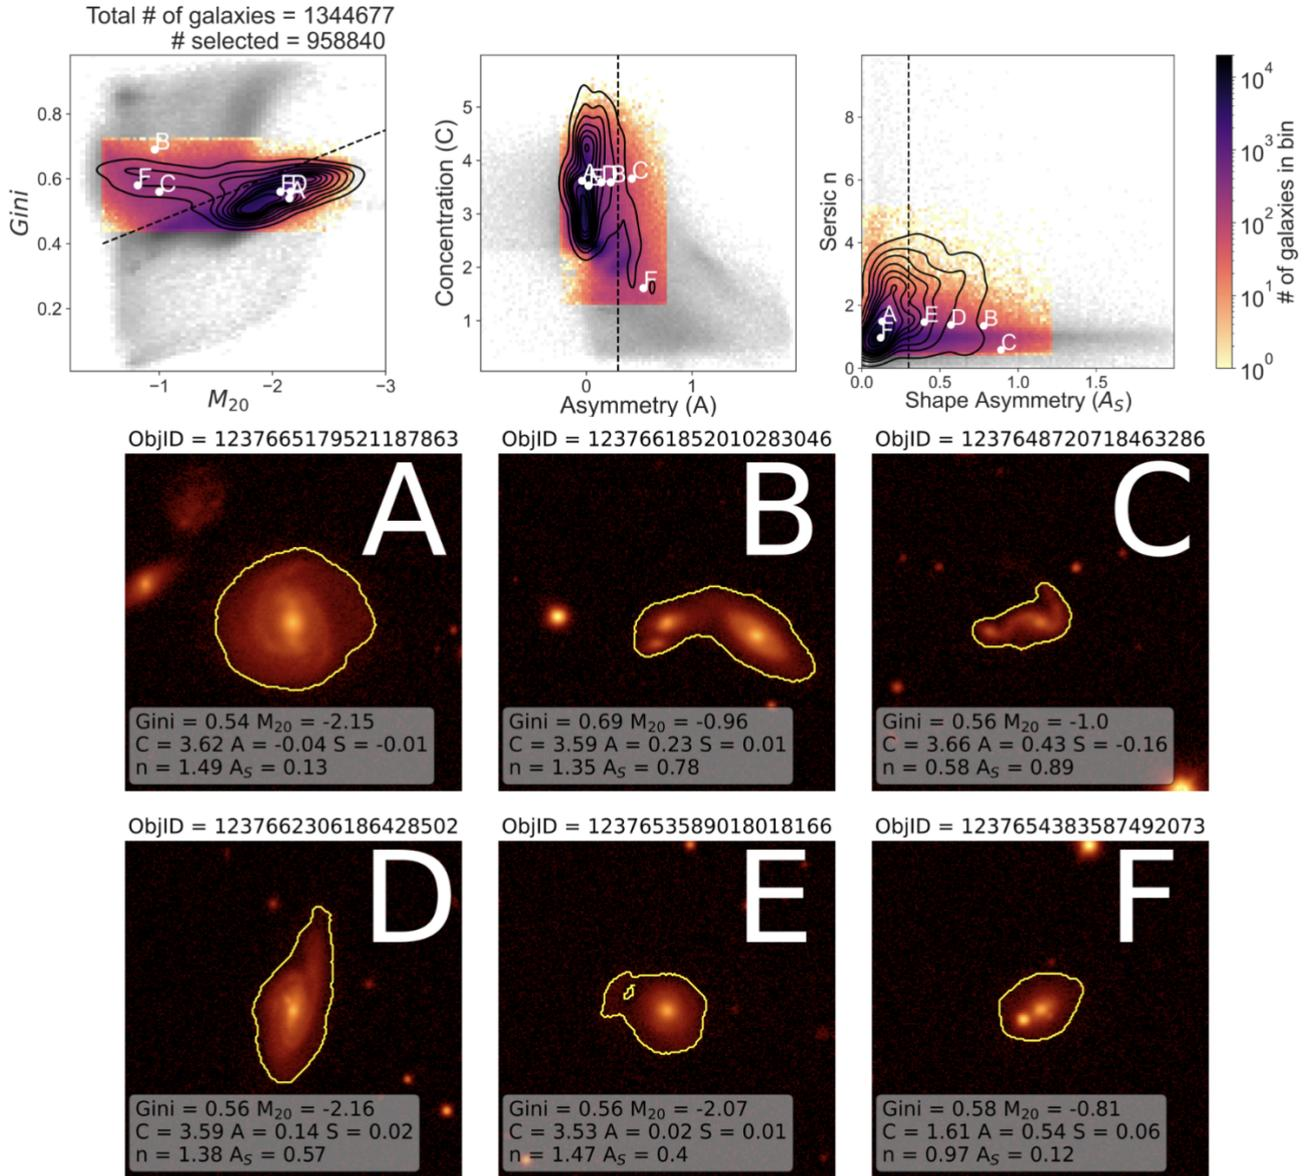 Total # of galaxies = 1344677
# selected = 958840
Gini
0.8
0.6
0.4
0.2
B
F
C
E
D
A
−1
−2
−3
M20
Concentration (C)
5
4
3
2
1
A
E
D
B
C
F
0
1
Asymmetry (A)
Sersic n
8
6
4
2
0
A
F
E
D
B
C
0.0
0.5
1.0
1.5
Shape Asymmetry (AS)
# of galaxies in bin
10^4
10^3
10^2
10^1
10^0
ObjID = 1237665179521187863
A
Gini = 0.54 M20 = -2.15
C = 3.62 A = -0.04 S = -0.01
n = 1.49 AS = 0.13
ObjID = 1237661852010283046
B
Gini = 0.69 M20 = -0.96
C = 3.59 A = 0.23 S = 0.01
n = 1.35 AS = 0.78
ObjID = 1237648720718463286
C
Gini = 0.56 M20 = -1.0
C = 3.66 A = 0.43 S = -0.16
n = 0.58 AS = 0.89
ObjID = 1237662306186428502
D
Gini = 0.56 M20 = -2.16
C = 3.59 A = 0.14 S = 0.02
n = 1.38 AS = 0.57
ObjID = 1237653589018018166
E
Gini = 0.56 M20 = -2.07
C = 3.53 A = 0.02 S = 0.01
n = 1.47 AS = 0.4
ObjID = 1237654383587492073
F
Gini = 0.58 M20 = -0.81
C = 1.61 A = 0.54 S = 0.06
n = 0.97 AS = 0.12